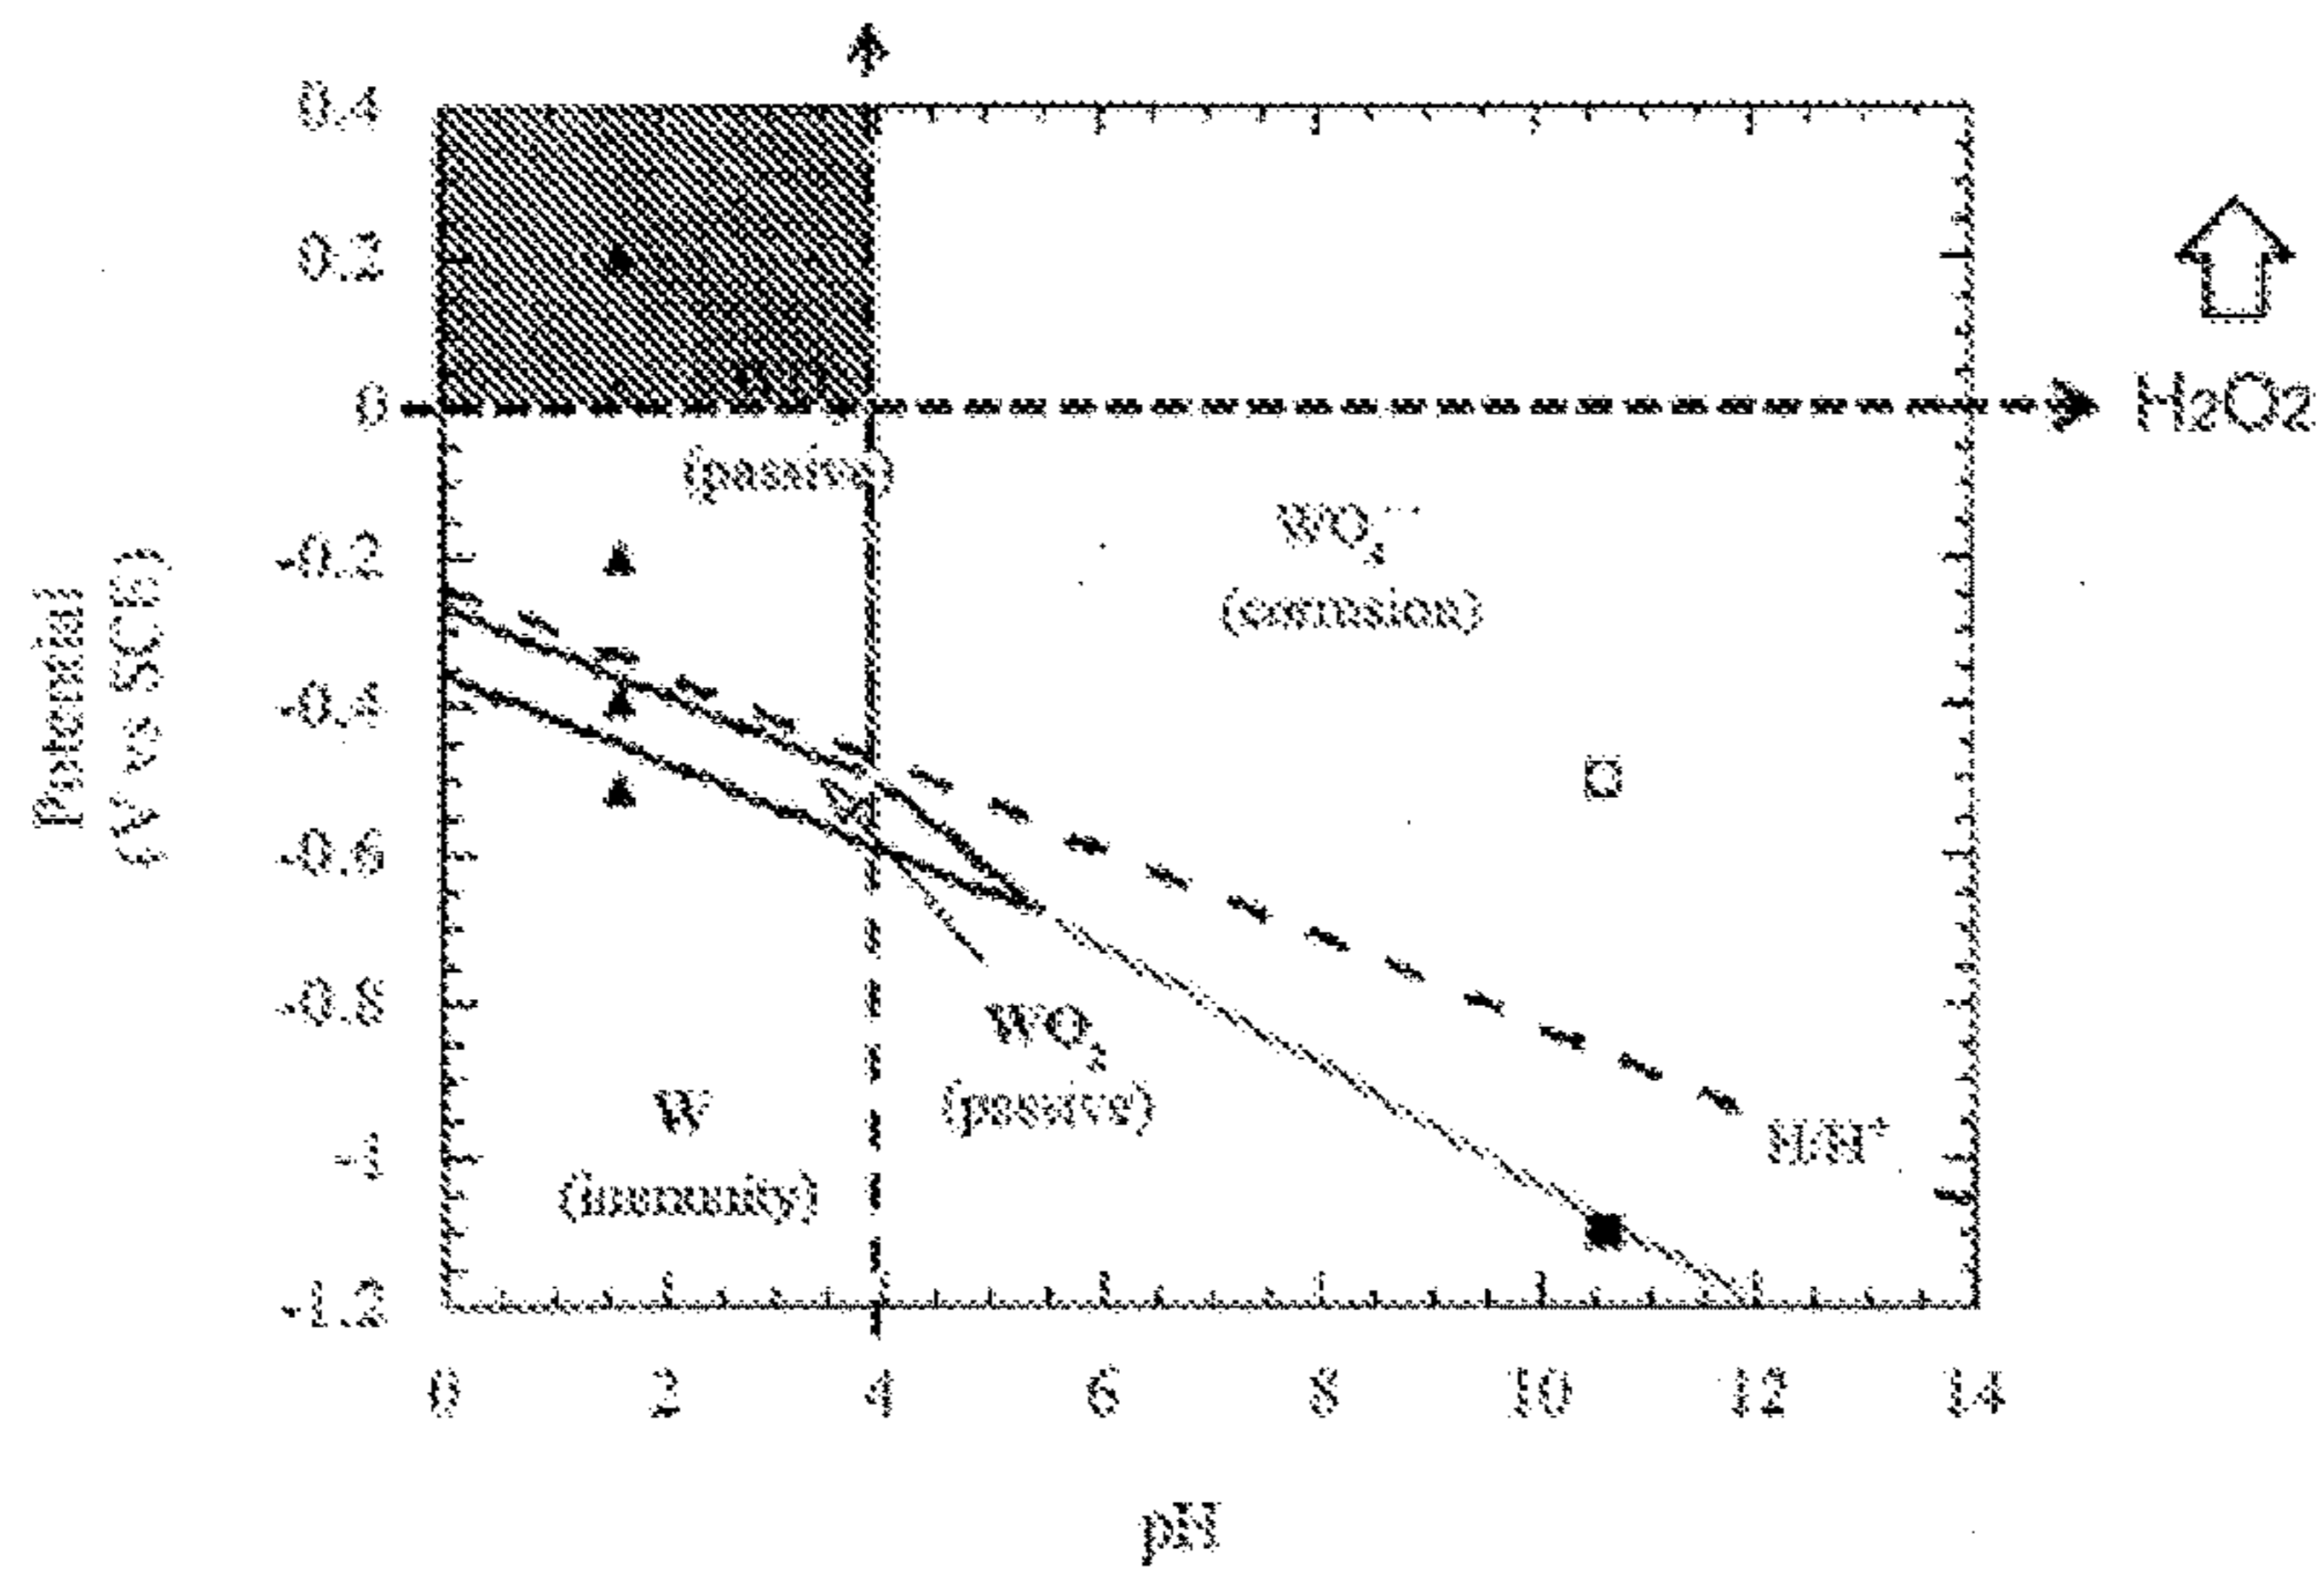 0.4
0.2
0
-0.2
-0.4
-0.6
-0.8
-1
-1.2
Potential
(V vs SCE)
H₂O₂
(passive)
WO₄⁻⁻
(corrosion)
WO₂
(passive)
W
(immunity)
H/H⁺
0 2 4 6 8 10 12 14
pH